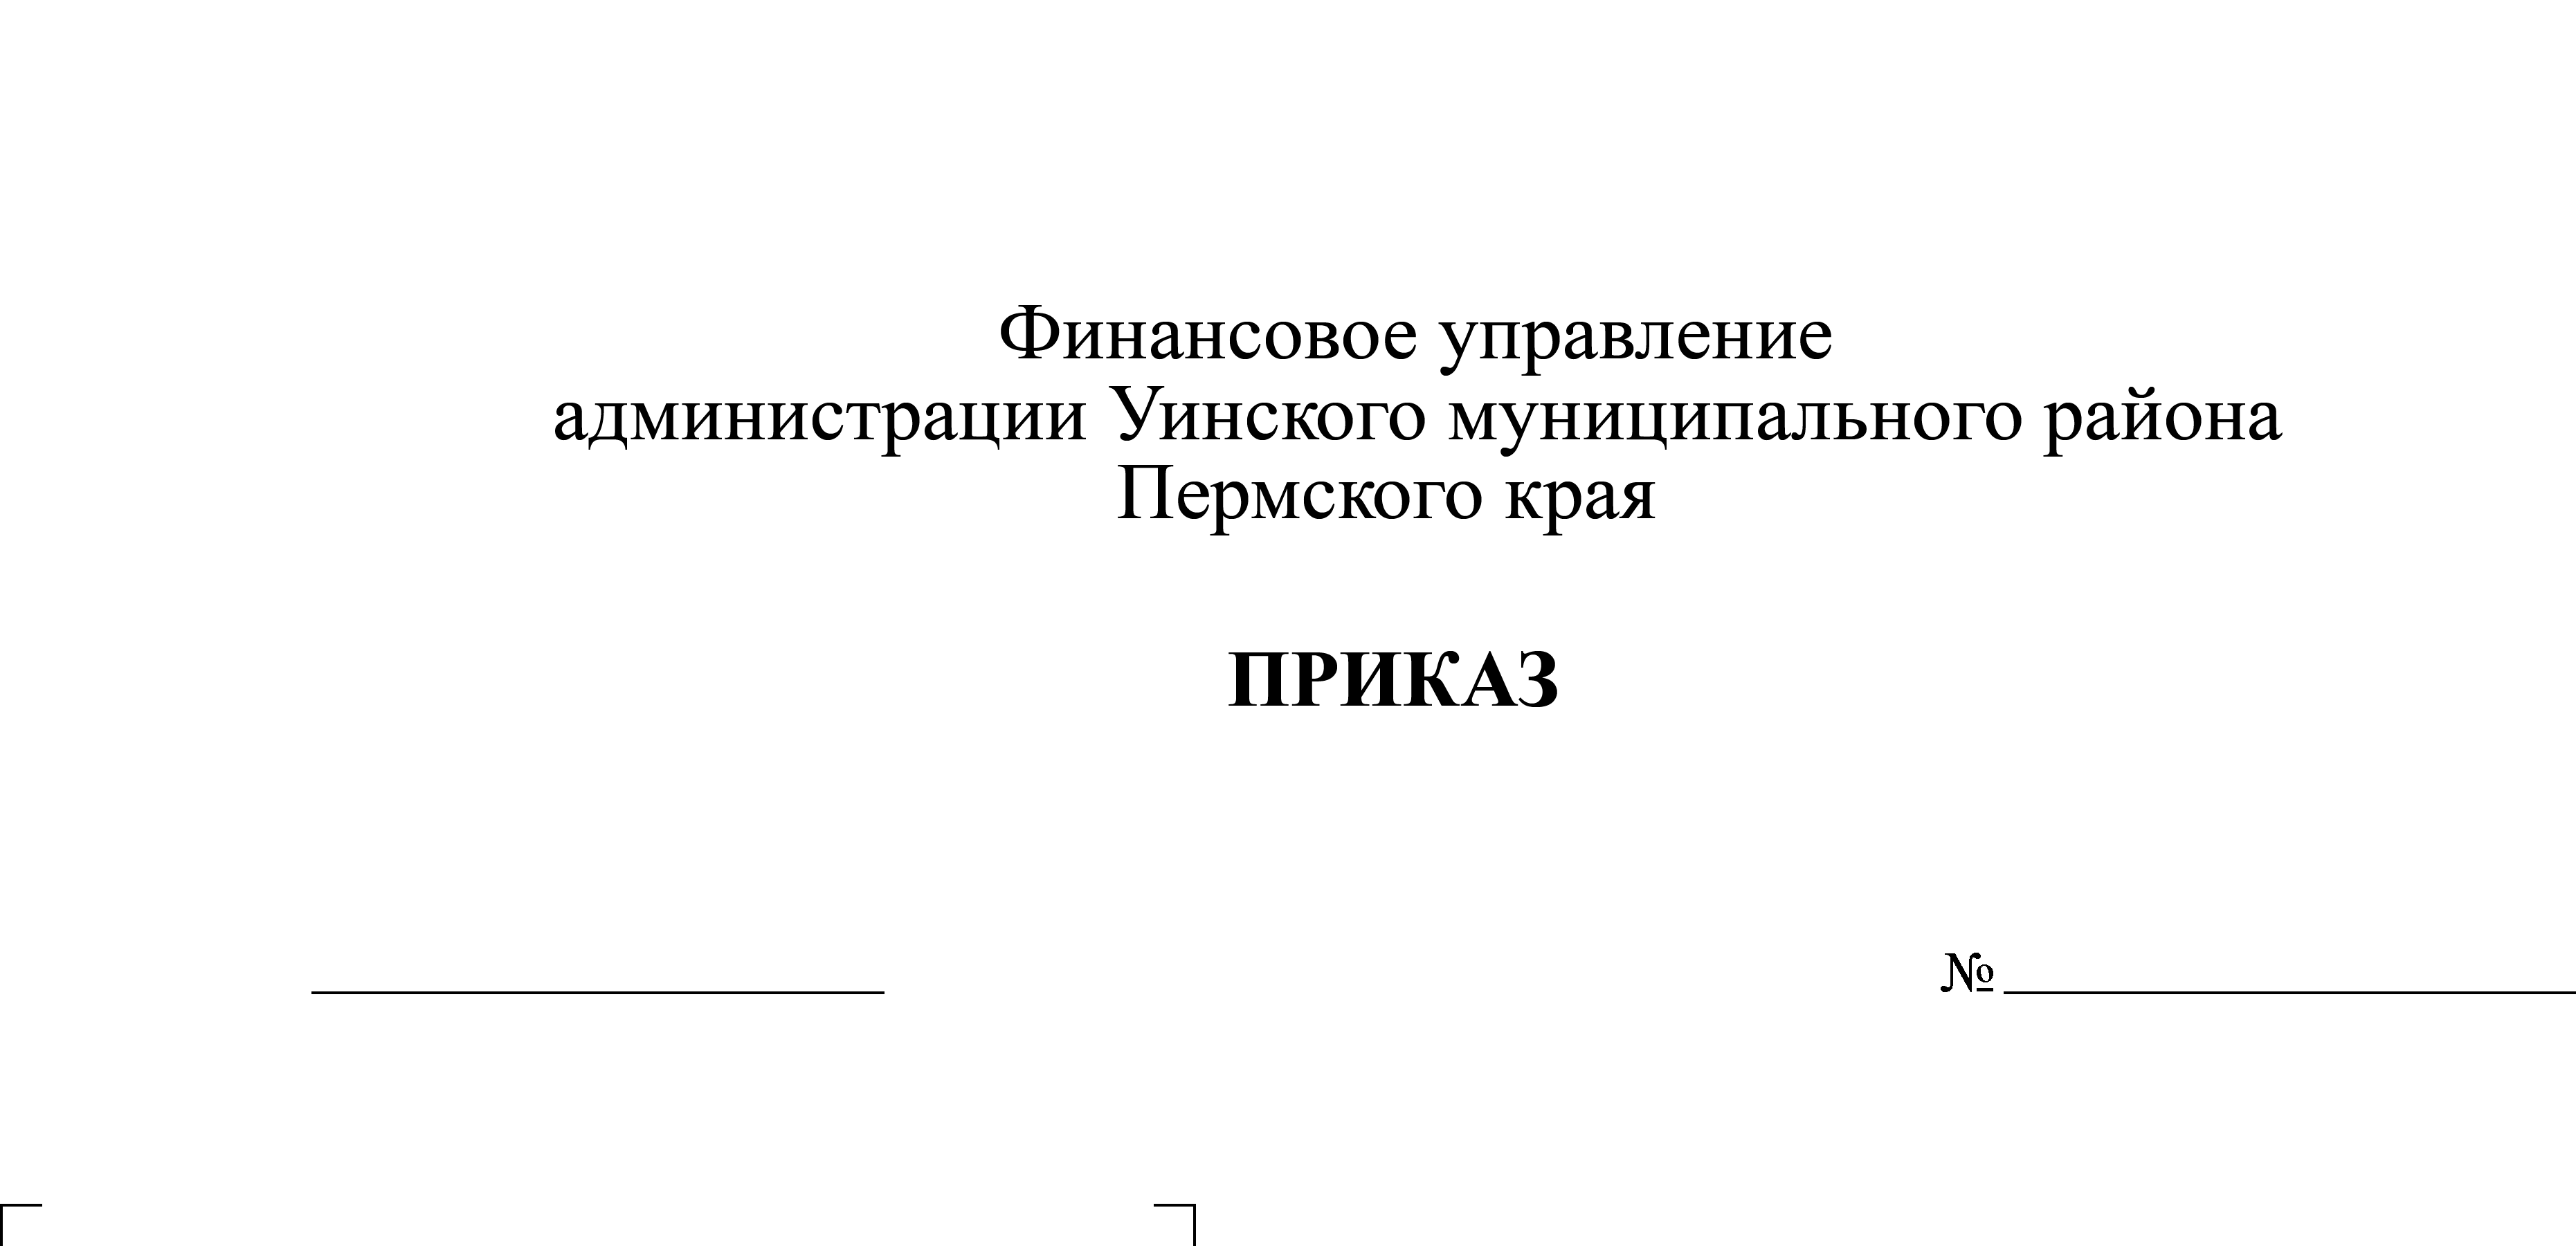 Финансовое управление
администрации Уинского муниципального района
Пермского края
ПРИКАЗ
№